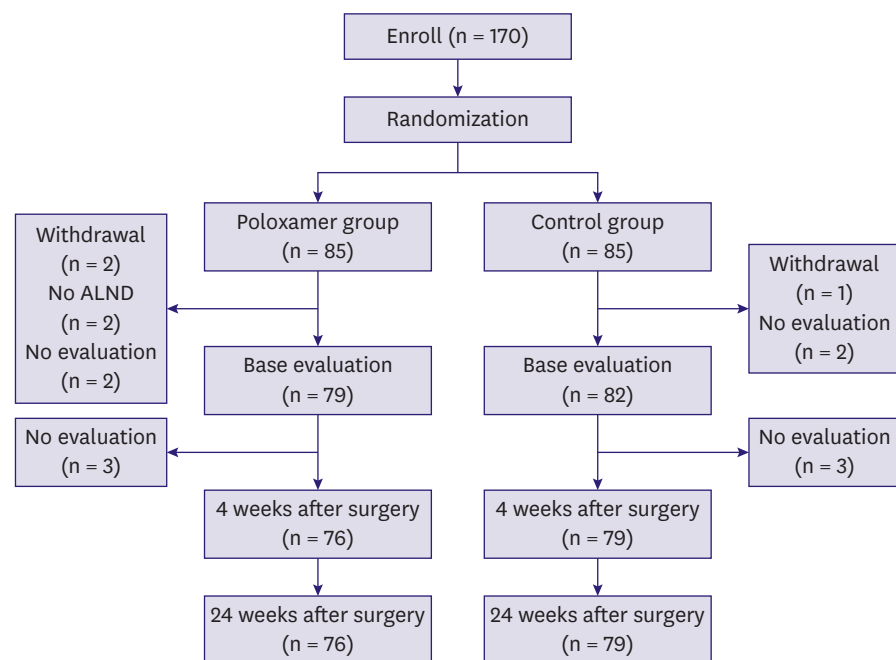 Enroll (n = 170)
Randomization
Poloxamer group
(n = 85)
Control group
(n = 85)
Withdrawal
(n = 2)
No ALND
(n = 2)
No evaluation
(n = 2)
Withdrawal
(n = 1)
No evaluation
(n = 2)
Base evaluation
(n = 79)
Base evaluation
(n = 82)
No evaluation
(n = 3)
No evaluation
(n = 3)
4 weeks after surgery
(n = 76)
4 weeks after surgery
(n = 79)
24 weeks after surgery
(n = 76)
24 weeks after surgery
(n = 79)